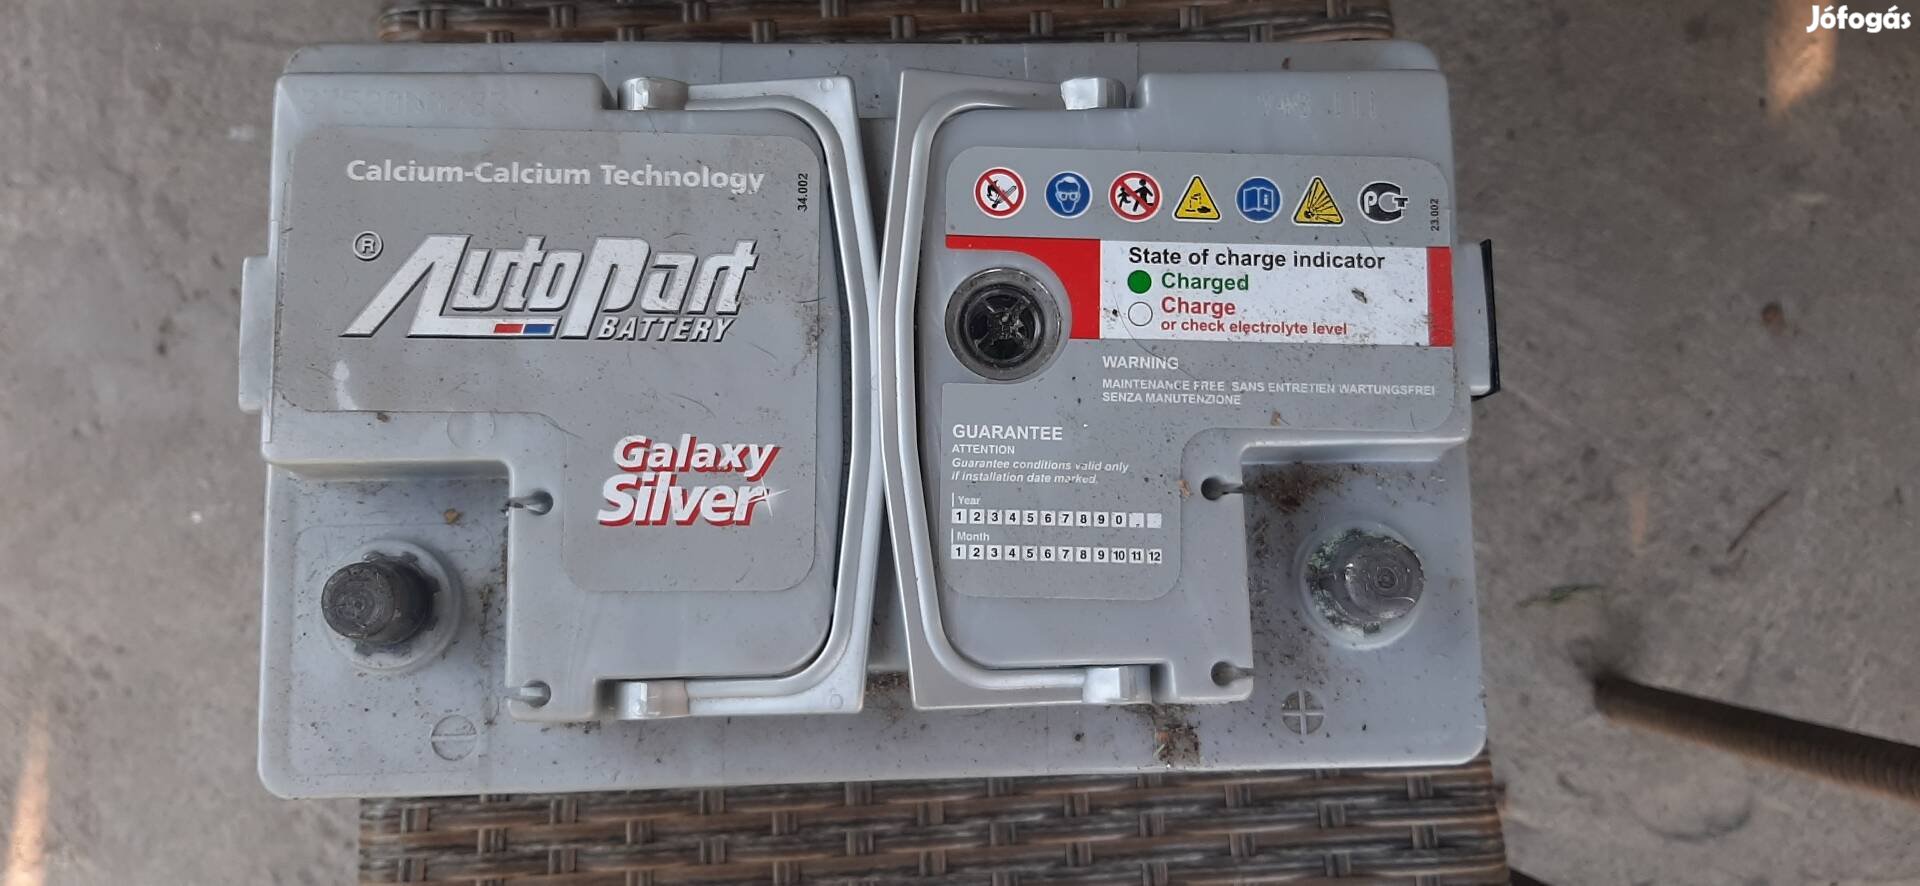 Jófogás
Calcium-Calcium Technology
34.002
®
AutoPart
BATTERY
Galaxy
Silver
PCT
23.002
State of charge indicator
Charged
Charge
or check electrolyte level
WARNING
MAINTENANCE FREE SANS ENTRETIEN WARTUNGSFREI
SENZA MANUTENZIONE
GUARANTEE
ATTENTION
Guarantee conditions valid only
if installation date marked.
Year
1 2 3 4 5 6 7 8 9 0
Month
1 2 3 4 5 6 7 8 9 10 11 12